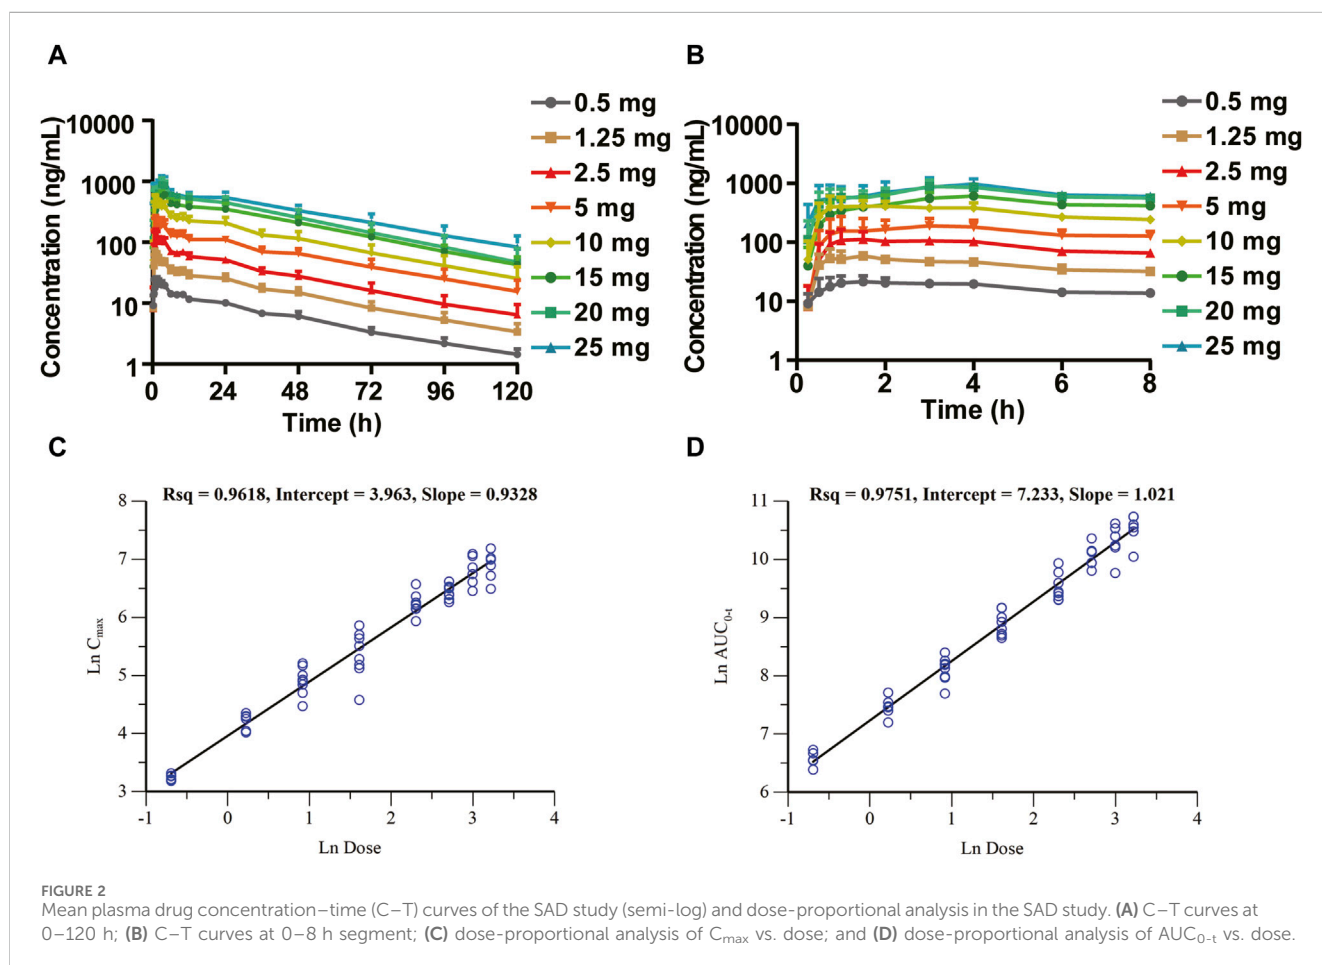 A
B
Concentration (ng/mL)
10000
1000
100
10
1
0
24
48
72
96
120
Time (h)
0.5 mg
1.25 mg
2.5 mg
5 mg
10 mg
15 mg
20 mg
25 mg
Concentration (ng/mL)
10000
1000
100
10
1
0
2
4
6
8
Time (h)
0.5 mg
1.25 mg
2.5 mg
5 mg
10 mg
15 mg
20 mg
25 mg
C
D
Rsq = 0.9618, Intercept = 3.963, Slope = 0.9328
Ln Cmax
8
7
6
5
4
3
-1
0
1
2
3
4
Ln Dose
Rsq = 0.9751, Intercept = 7.233, Slope = 1.021
Ln AUC0-t
11
10
9
8
7
6
-1
0
1
2
3
4
Ln Dose
FIGURE 2
Mean plasma drug concentration–time (C–T) curves of the SAD study (semi-log) and dose-proportional analysis in the SAD study. (A) C–T curves at
0–120 h; (B) C–T curves at 0–8 h segment; (C) dose-proportional analysis of Cmax vs. dose; and (D) dose-proportional analysis of AUC0-t vs. dose.